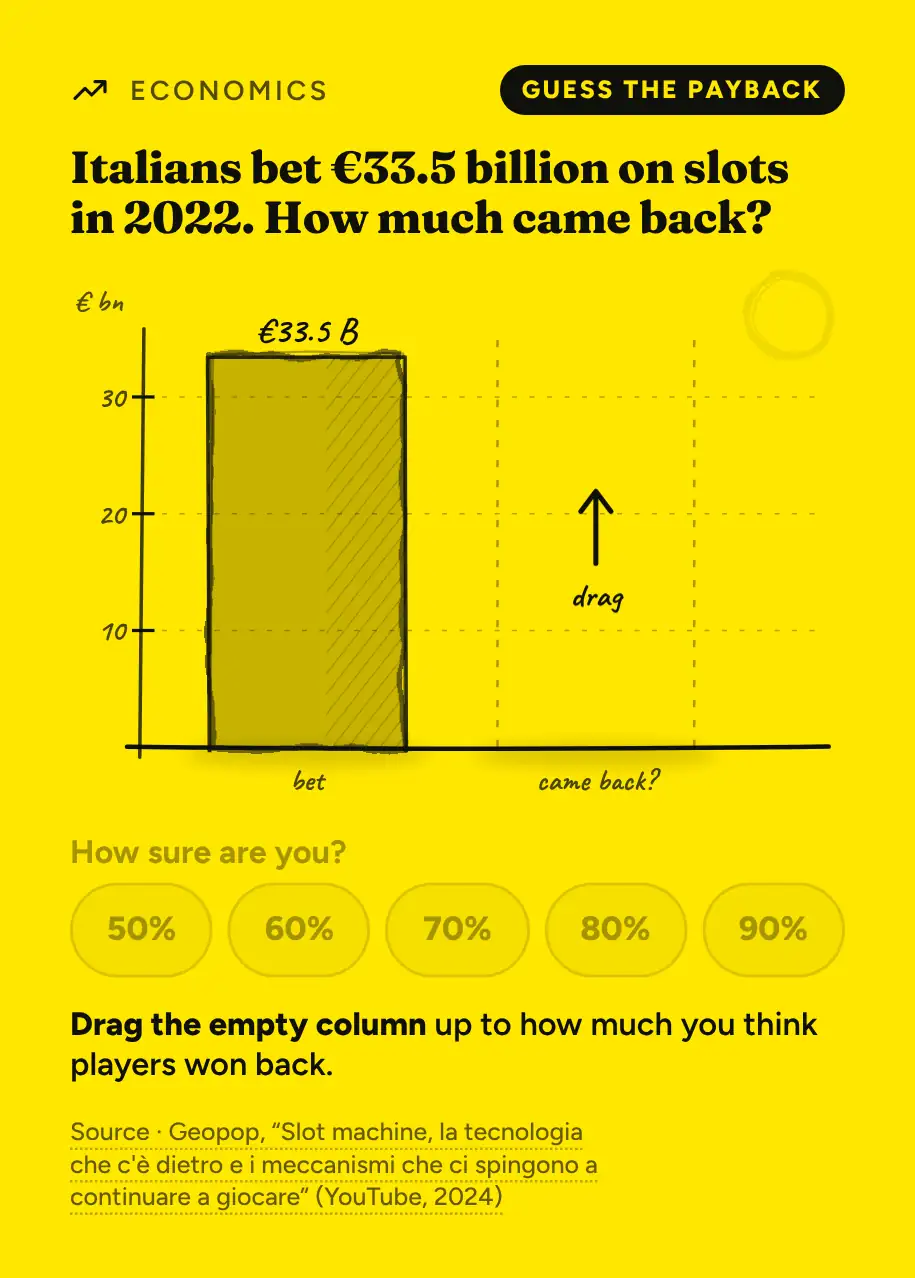 ECONOMICS
GUESS THE PAYBACK
Italians bet €33.5 billion on slots
in 2022. How much came back?
€ bn
€33.5 B
30
20
10
drag
bet
came back?
How sure are you?
50%
60%
70%
80%
90%
Drag the empty column up to how much you think
players won back.
Source · Geopop, “Slot machine, la tecnologia
che c'è dietro e i meccanismi che ci spingono a
continuare a giocare” (YouTube, 2024)